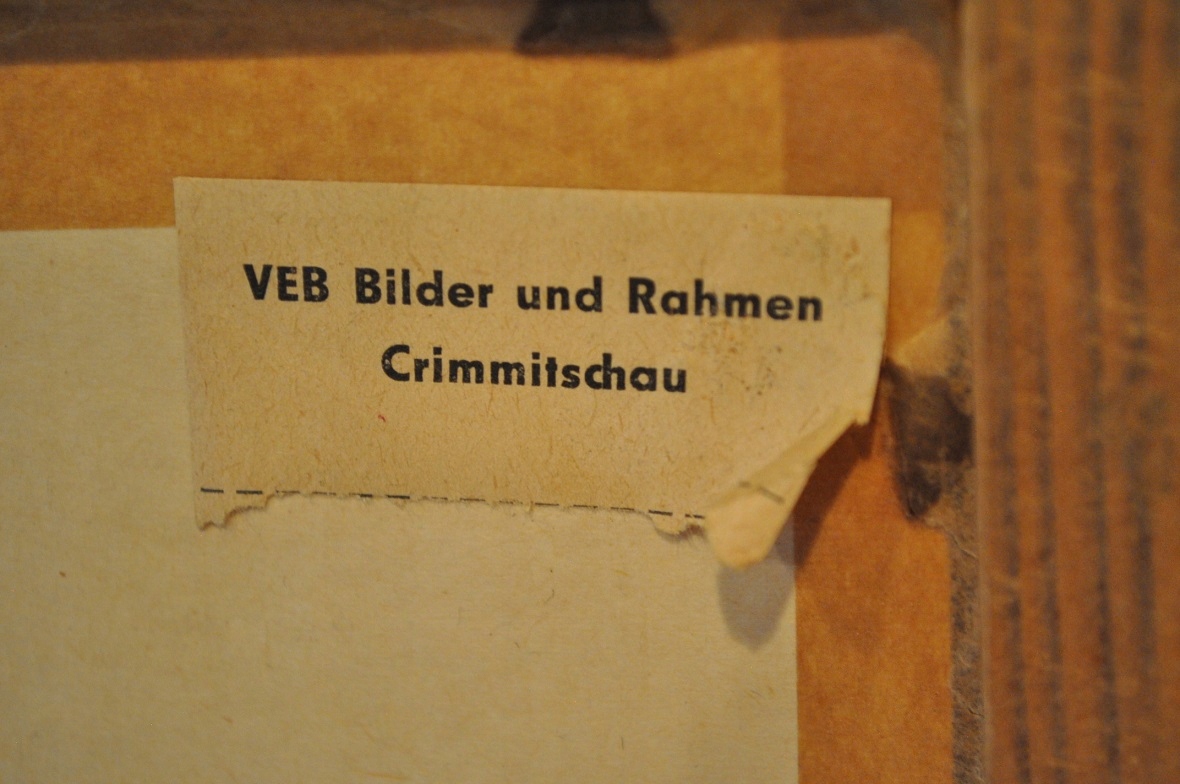 VEB Bilder und Rahmen
Crimmitschau